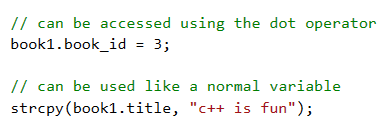 // can be accessed using the dot operator
book1.book_id = 3;
// can be used like a normal variable
strcpy(book1.title, "c++ is fun");